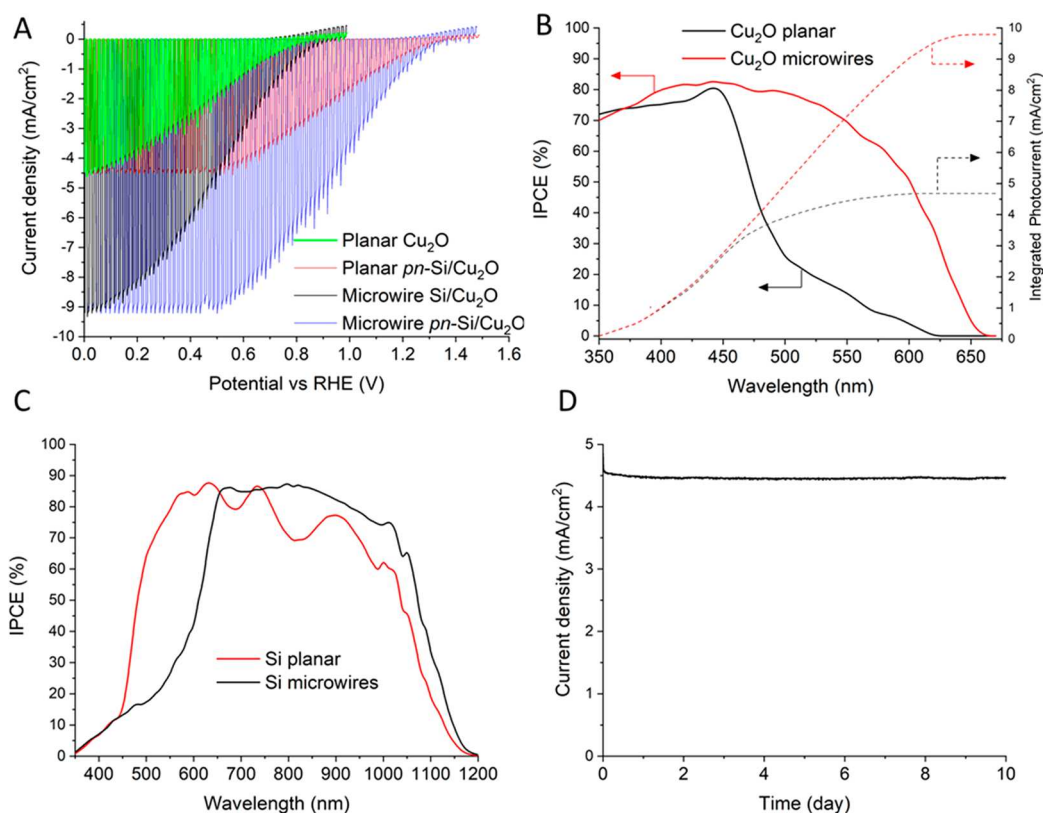 A
Current density (mA/cm²)
0
-1
-2
-3
-4
-5
-6
-7
-8
-9
-10
Planar Cu₂O
Planar pn-Si/Cu₂O
Microwire Si/Cu₂O
Microwire pn-Si/Cu₂O
0.0 0.2 0.4 0.6 0.8 1.0 1.2 1.4 1.6
Potential vs RHE (V)
B
Cu₂O planar
Cu₂O microwires
IPCE (%)
100
90
80
70
60
50
40
30
20
10
0
10
9
8
7
6
5
4
3
2
1
0
Integrated Photocurrent (mA/cm²)
350 400 450 500 550 600 650
Wavelength (nm)
C
IPCE (%)
100
90
80
70
60
50
40
30
20
10
0
Si planar
Si microwires
400 500 600 700 800 900 1000 1100 1200
Wavelength (nm)
D
Current density (mA/cm²)
5
4
3
2
1
0
0 2 4 6 8 10
Time (day)